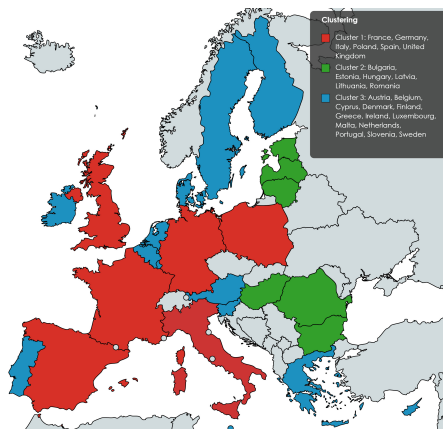 Clustering
Cluster 1: France, Germany,
Italy, Poland, Spain, United
Kingdom
Cluster 2: Bulgaria,
Estonia, Hungary, Latvia,
Lithuania, Romania
Cluster 3: Austria, Belgium,
Cyprus, Denmark, Finland,
Greece, Ireland, Luxembourg,
Malta, Netherlands,
Portugal, Slovenia, Sweden